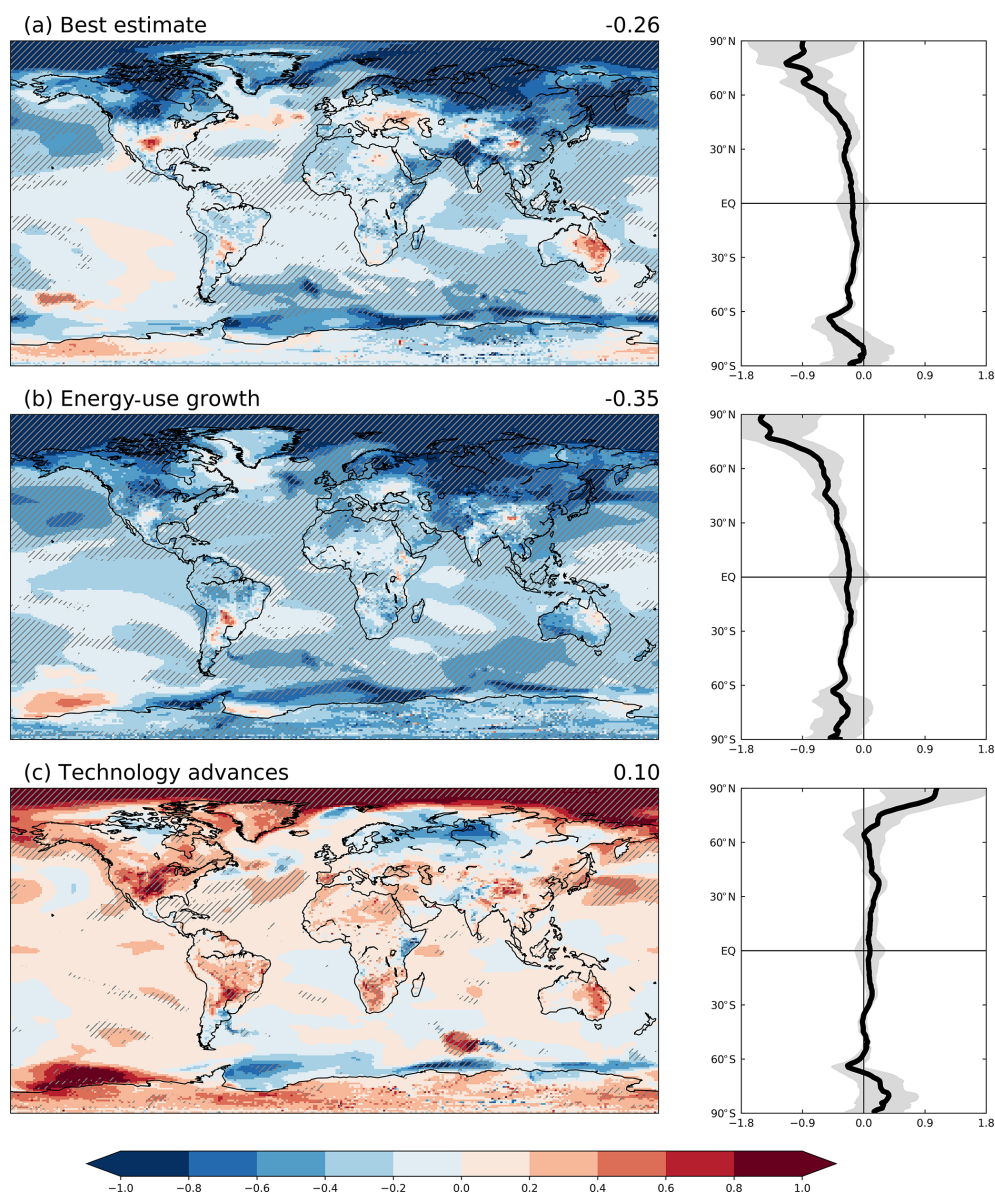 (a) Best estimate -0.26
90°N
60°N
30°N
EQ
30°S
60°S
90°S
−1.8 −0.9 0.0 0.9 1.8
(b) Energy-use growth -0.35
90°N
60°N
30°N
EQ
30°S
60°S
90°S
−1.8 −0.9 0.0 0.9 1.8
(c) Technology advances 0.10
90°N
60°N
30°N
EQ
30°S
60°S
90°S
−1.8 −0.9 0.0 0.9 1.8
−1.0 −0.8 −0.6 −0.4 −0.2 0.0 0.2 0.4 0.6 0.8 1.0